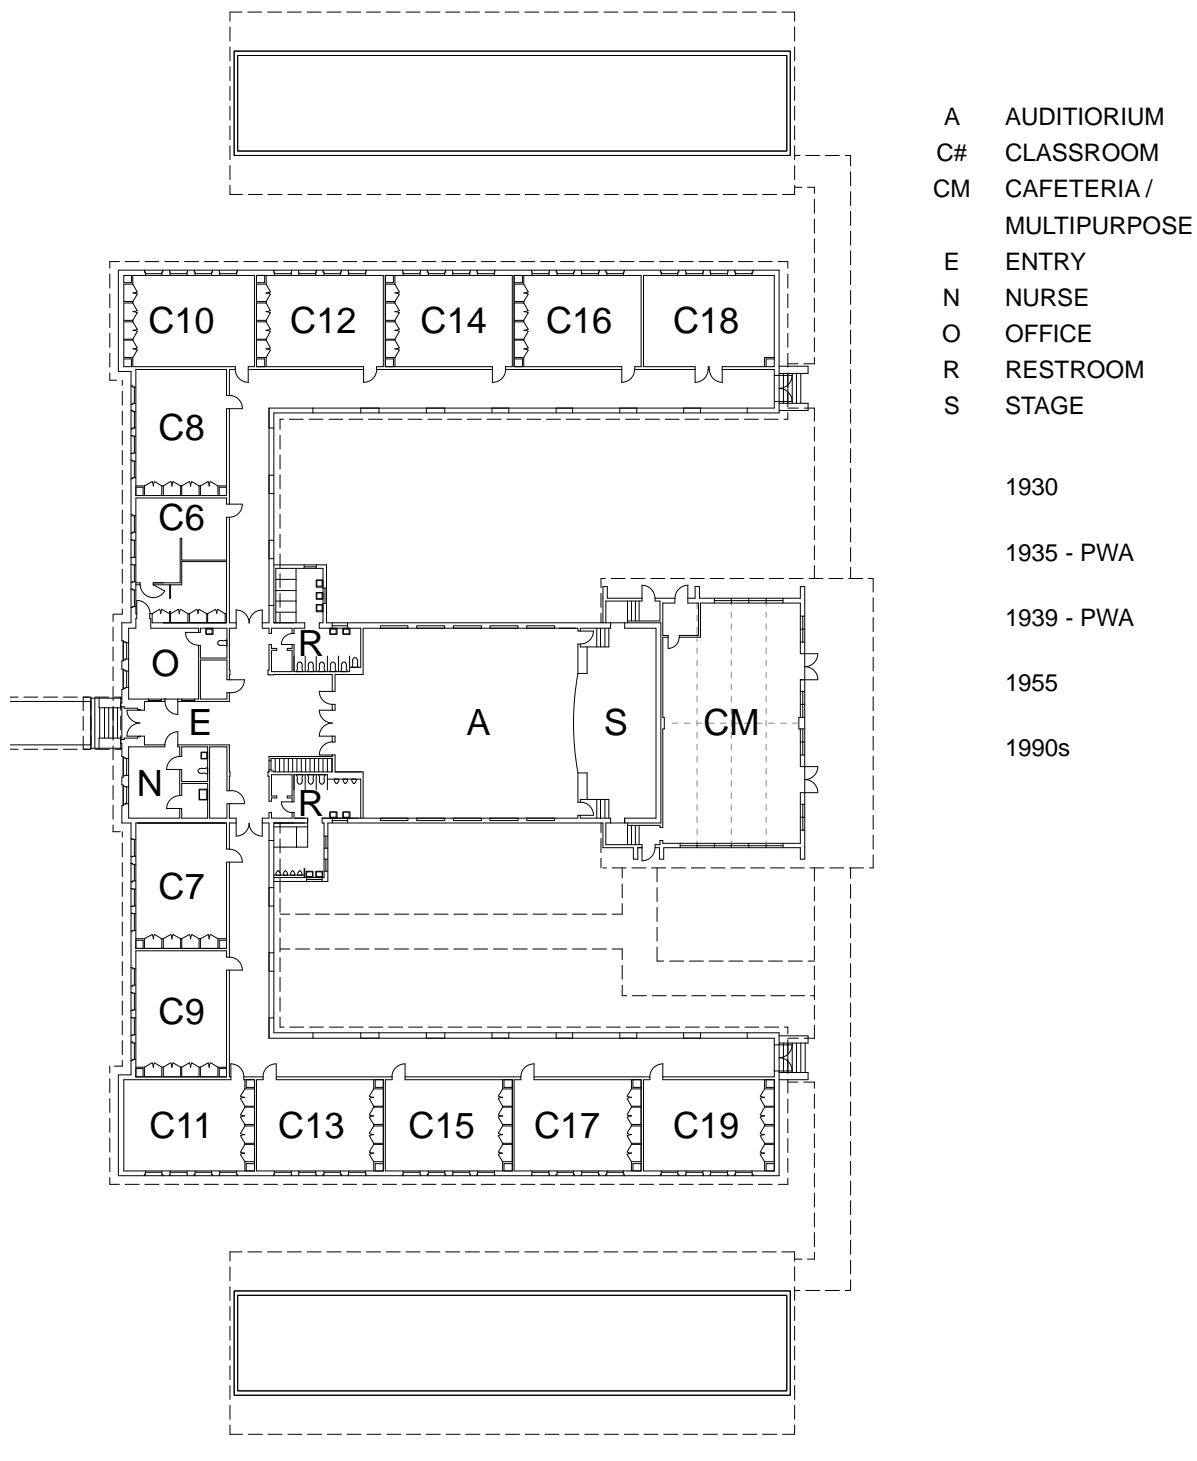 A AUDITIORIUM
C# CLASSROOM
CM CAFETERIA /
MULTIPURPOSE
E ENTRY
N NURSE
O OFFICE
R RESTROOM
S STAGE
1930
1935 - PWA
1939 - PWA
1955
1990s
C10 C12 C14 C16 C18
C8
C6
R
O
E A S CM
N
R
C7
C9
C11 C13 C15 C17 C19